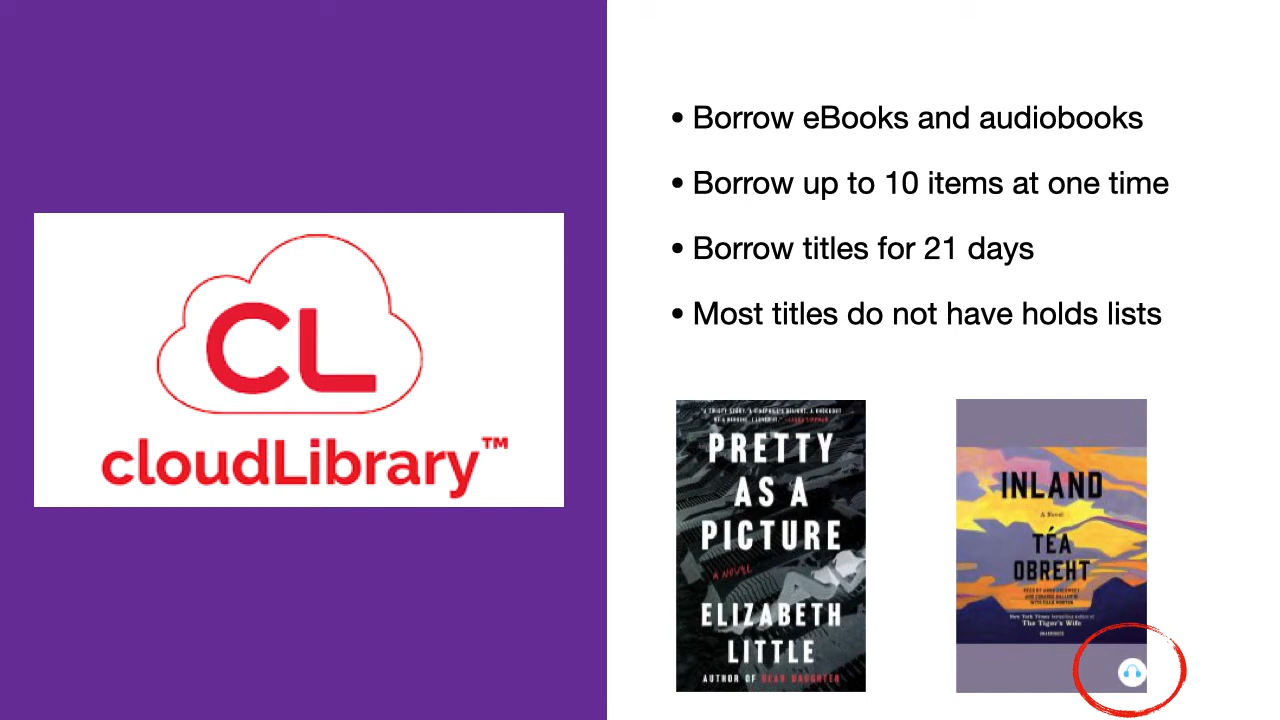 CL
cloudLibrary™
• Borrow eBooks and audiobooks
• Borrow up to 10 items at one time
• Borrow titles for 21 days
• Most titles do not have holds lists
PRETTY
AS A
PICTURE
A NOVEL
ELIZABETH
LITTLE
AUTHOR OF DEAR DAUGHTER
INLAND
A Novel
TÉA
OBREHT
New York Times bestselling author of
The Tiger's Wife
UNABRIDGED